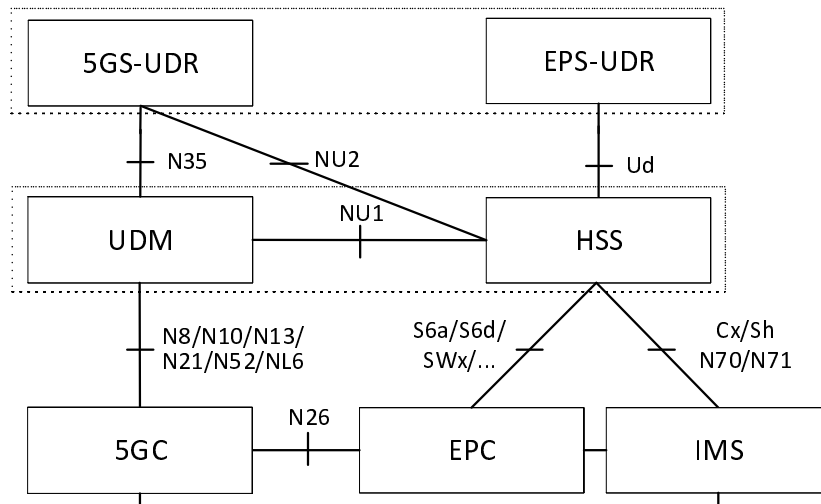 5GS-UDR
EPS-UDR
N35
NU2
Ud
UDM
NU1
HSS
N8/N10/N13/
N21/N52/NL6
S6a/S6d/
SWx/...
Cx/Sh
N70/N71
5GC
N26
EPC
IMS